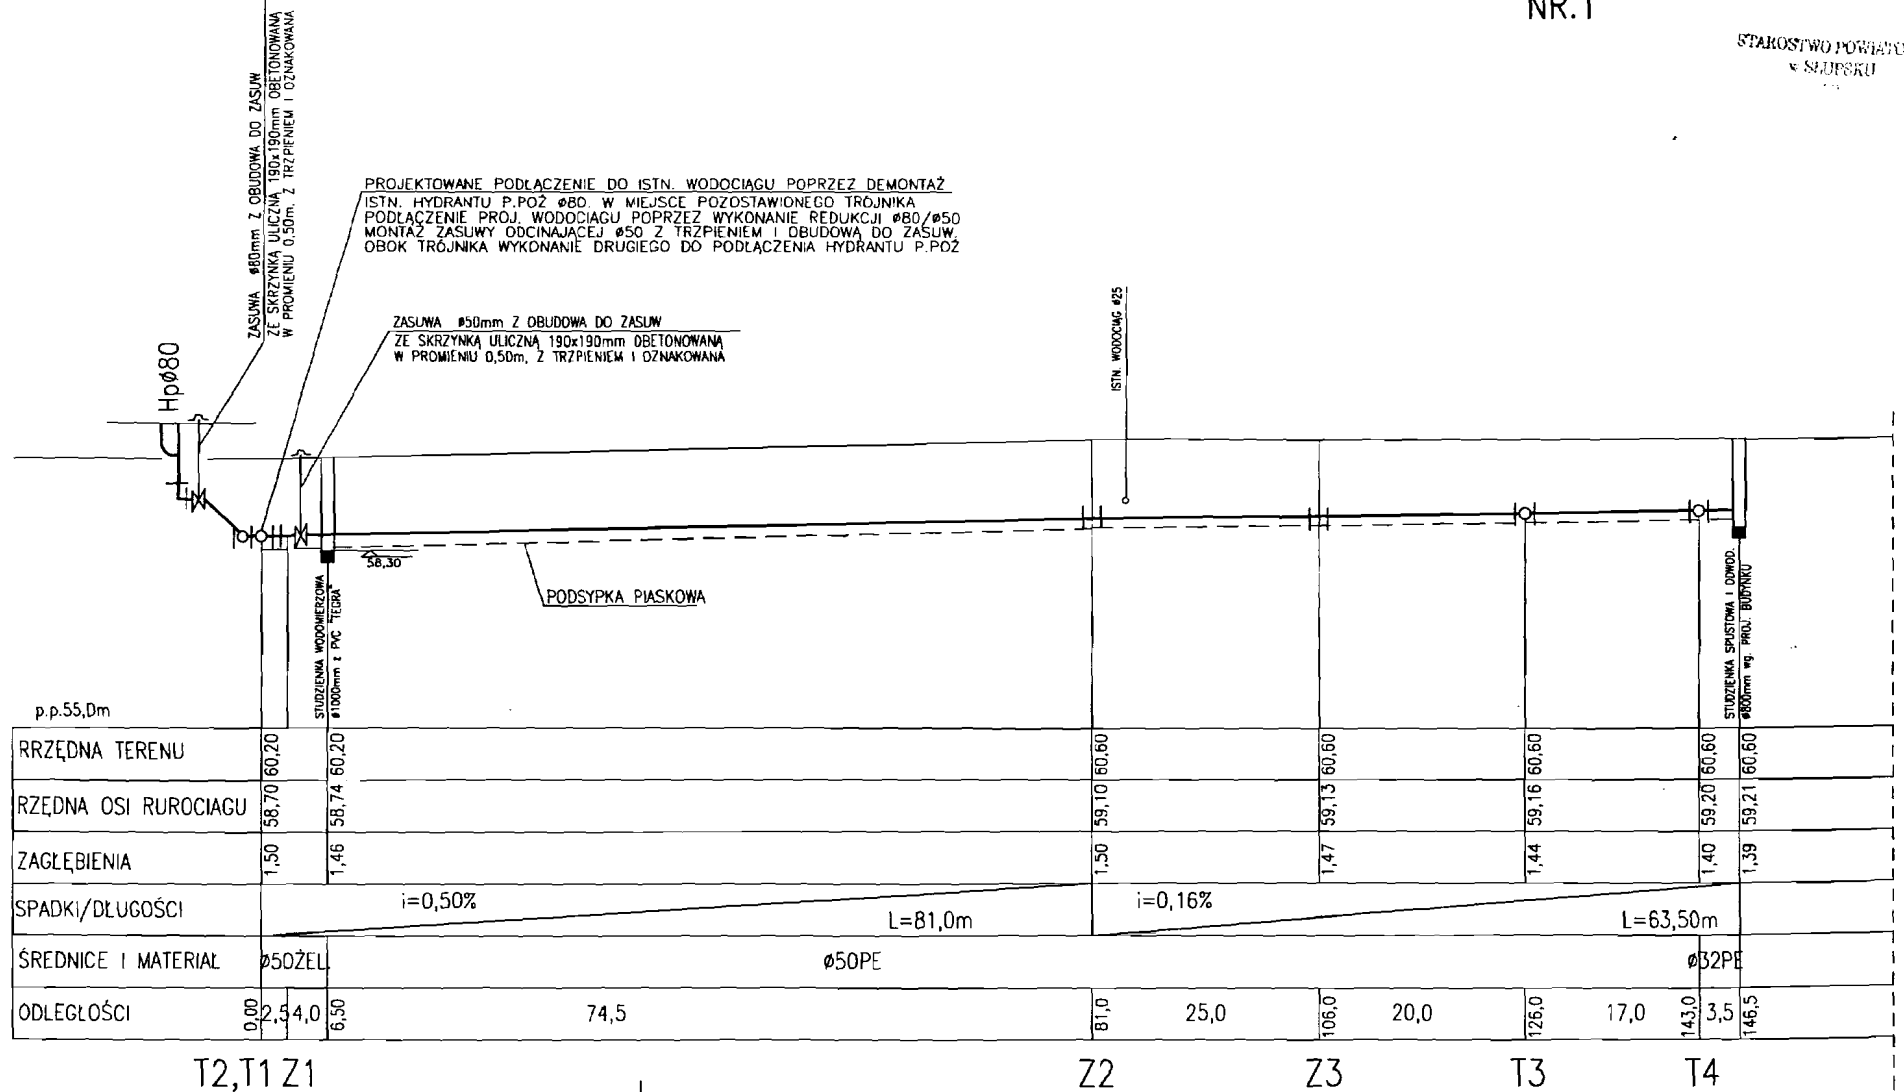 NR.1
STAROSTWO POWIATO
w SŁUPSKU
ZASUWA ø80mm Z OBUDOWA DO ZASUW
ZE SKRZYNKĄ ULICZNĄ 190x190mm OBETONOWANĄ
W PROMIENIU 0,50m, Z TRZPIENIEM I OZNAKOWANA
PROJEKTOWANE PODŁĄCZENIE DO ISTN. WODOCIĄGU POPRZEZ DEMONTAŻ
ISTN. HYDRANTU P.POŻ ø80. W MIEJSCE POZOSTAWIONEGO TRÓJNIKA
PODŁĄCZENIE PROJ. WODOCIAGU POPRZEZ WYKONANIE REDUKCJI ø80/ø50
MONTAŻ ZASUWY ODCINAJĄCEJ ø50 Z TRZPIENIEM I OBUDOWĄ DO ZASUW.
OBOK TRÓJNIKA WYKONANIE DRUGIEGO DO PODŁĄCZENIA HYDRANTU P.POŻ
ZASUWA ø50mm Z OBUDOWA DO ZASUW
ZE SKRZYNKĄ ULICZNĄ 190x190mm OBETONOWANĄ
W PROMIENIU 0,50m, Z TRZPIENIEM I OZNAKOWANA
Hpø80
ISTN. WODOCIĄG ø25
58,30
PODSYPKA PIASKOWA
STUDZIENKA WODOMIERZOWA
ø1000mm z PVC "TEGRA"
STUDZIENKA SPUSTOWA I ODWOD.
ø800mm wg. PROJ. BUDYNKU
p.p.55,0m
RRZĘDNA TERENU 60,20 60,20 60,60 60,60 60,60 60,60 60,60
RZĘDNA OSI RUROCIAGU 58,70 58,74 59,10 59,13 59,16 59,20 59,21
ZAGŁĘBIENIA 1,50 1,46 1,50 1,47 1,44 1,40 1,39
SPADKI/DŁUGOŚCI i=0,50% L=81,0m i=0,16% L=63,50m
ŚREDNICE I MATERIAŁ ø50ŻEL ø50PE ø32PE
ODLEGŁOŚCI 0,00 2,5 4,0 6,50 74,5 81,0 25,0 106,0 20,0 126,0 17,0 143,0 3,5 146,5
T2,T1 Z1 Z2 Z3 T3 T4